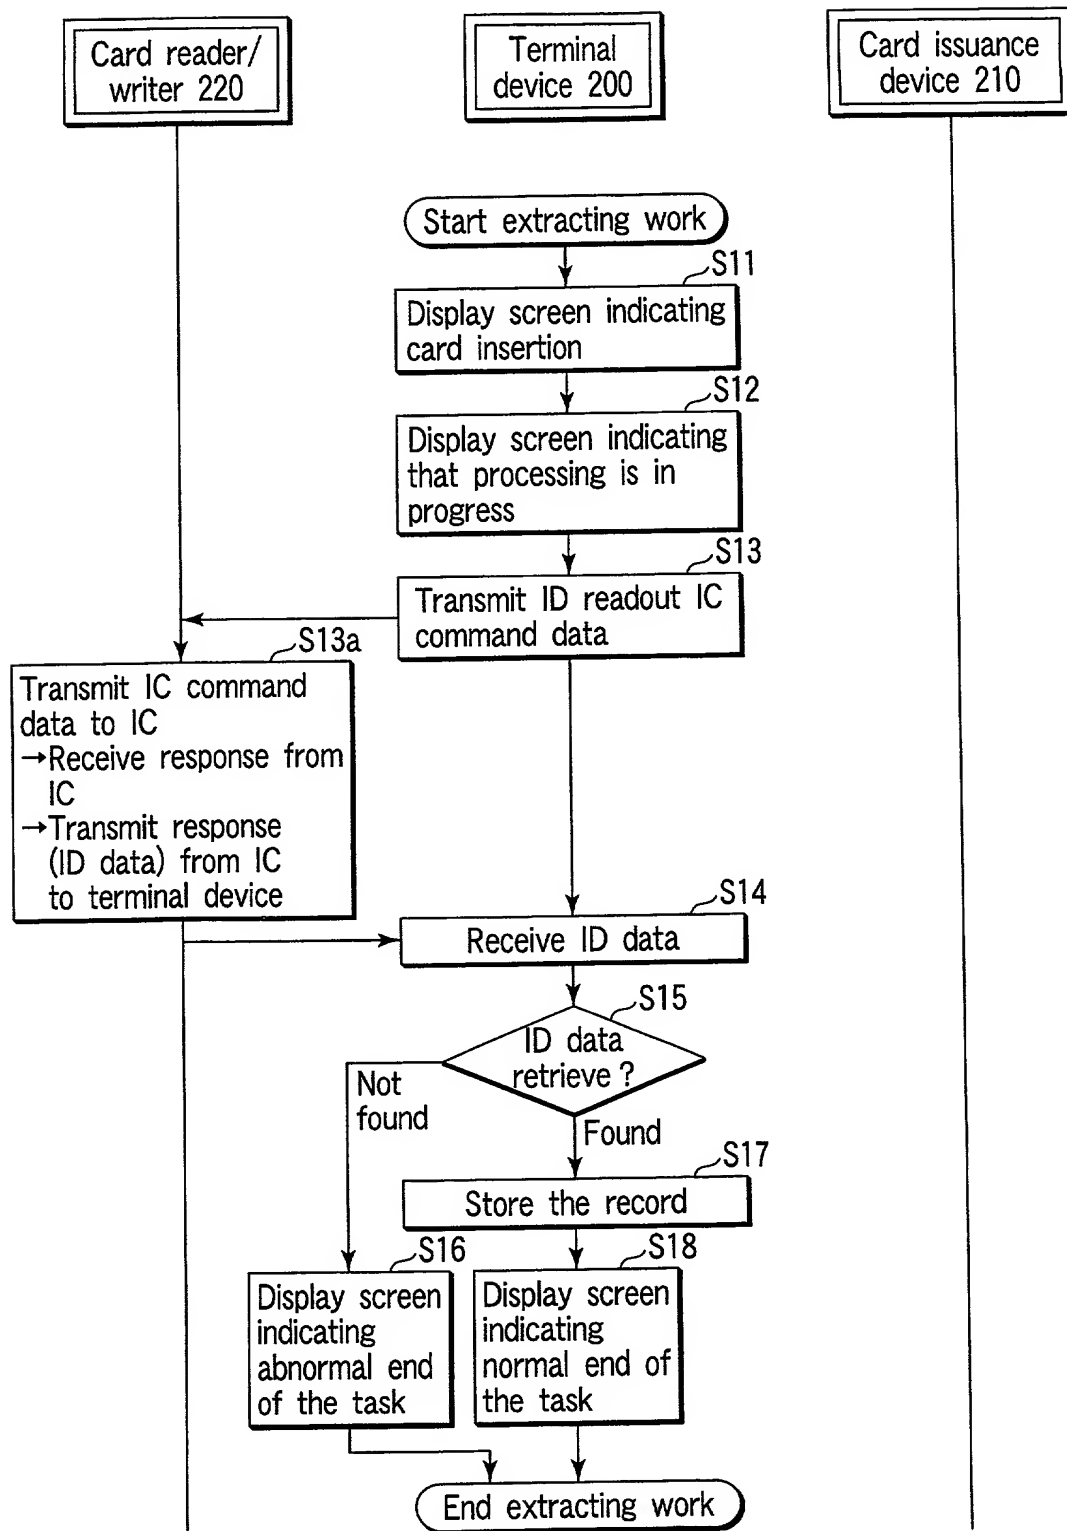 Card reader/
writer 220
Terminal
device 200
Card issuance
device 210
Start extracting work
S11
Display screen indicating
card insertion
S12
Display screen indicating
that processing is in
progress
S13
Transmit ID readout IC
command data
S13a
Transmit IC command
data to IC
→Receive response from
IC
→Transmit response
(ID data) from IC
to terminal device
S14
Receive ID data
S15
ID data
retrieve ?
Not
found
Found
S17
Store the record
S16
Display screen
indicating
abnormal end
of the task
S18
Display screen
indicating
normal end of
the task
End extracting work